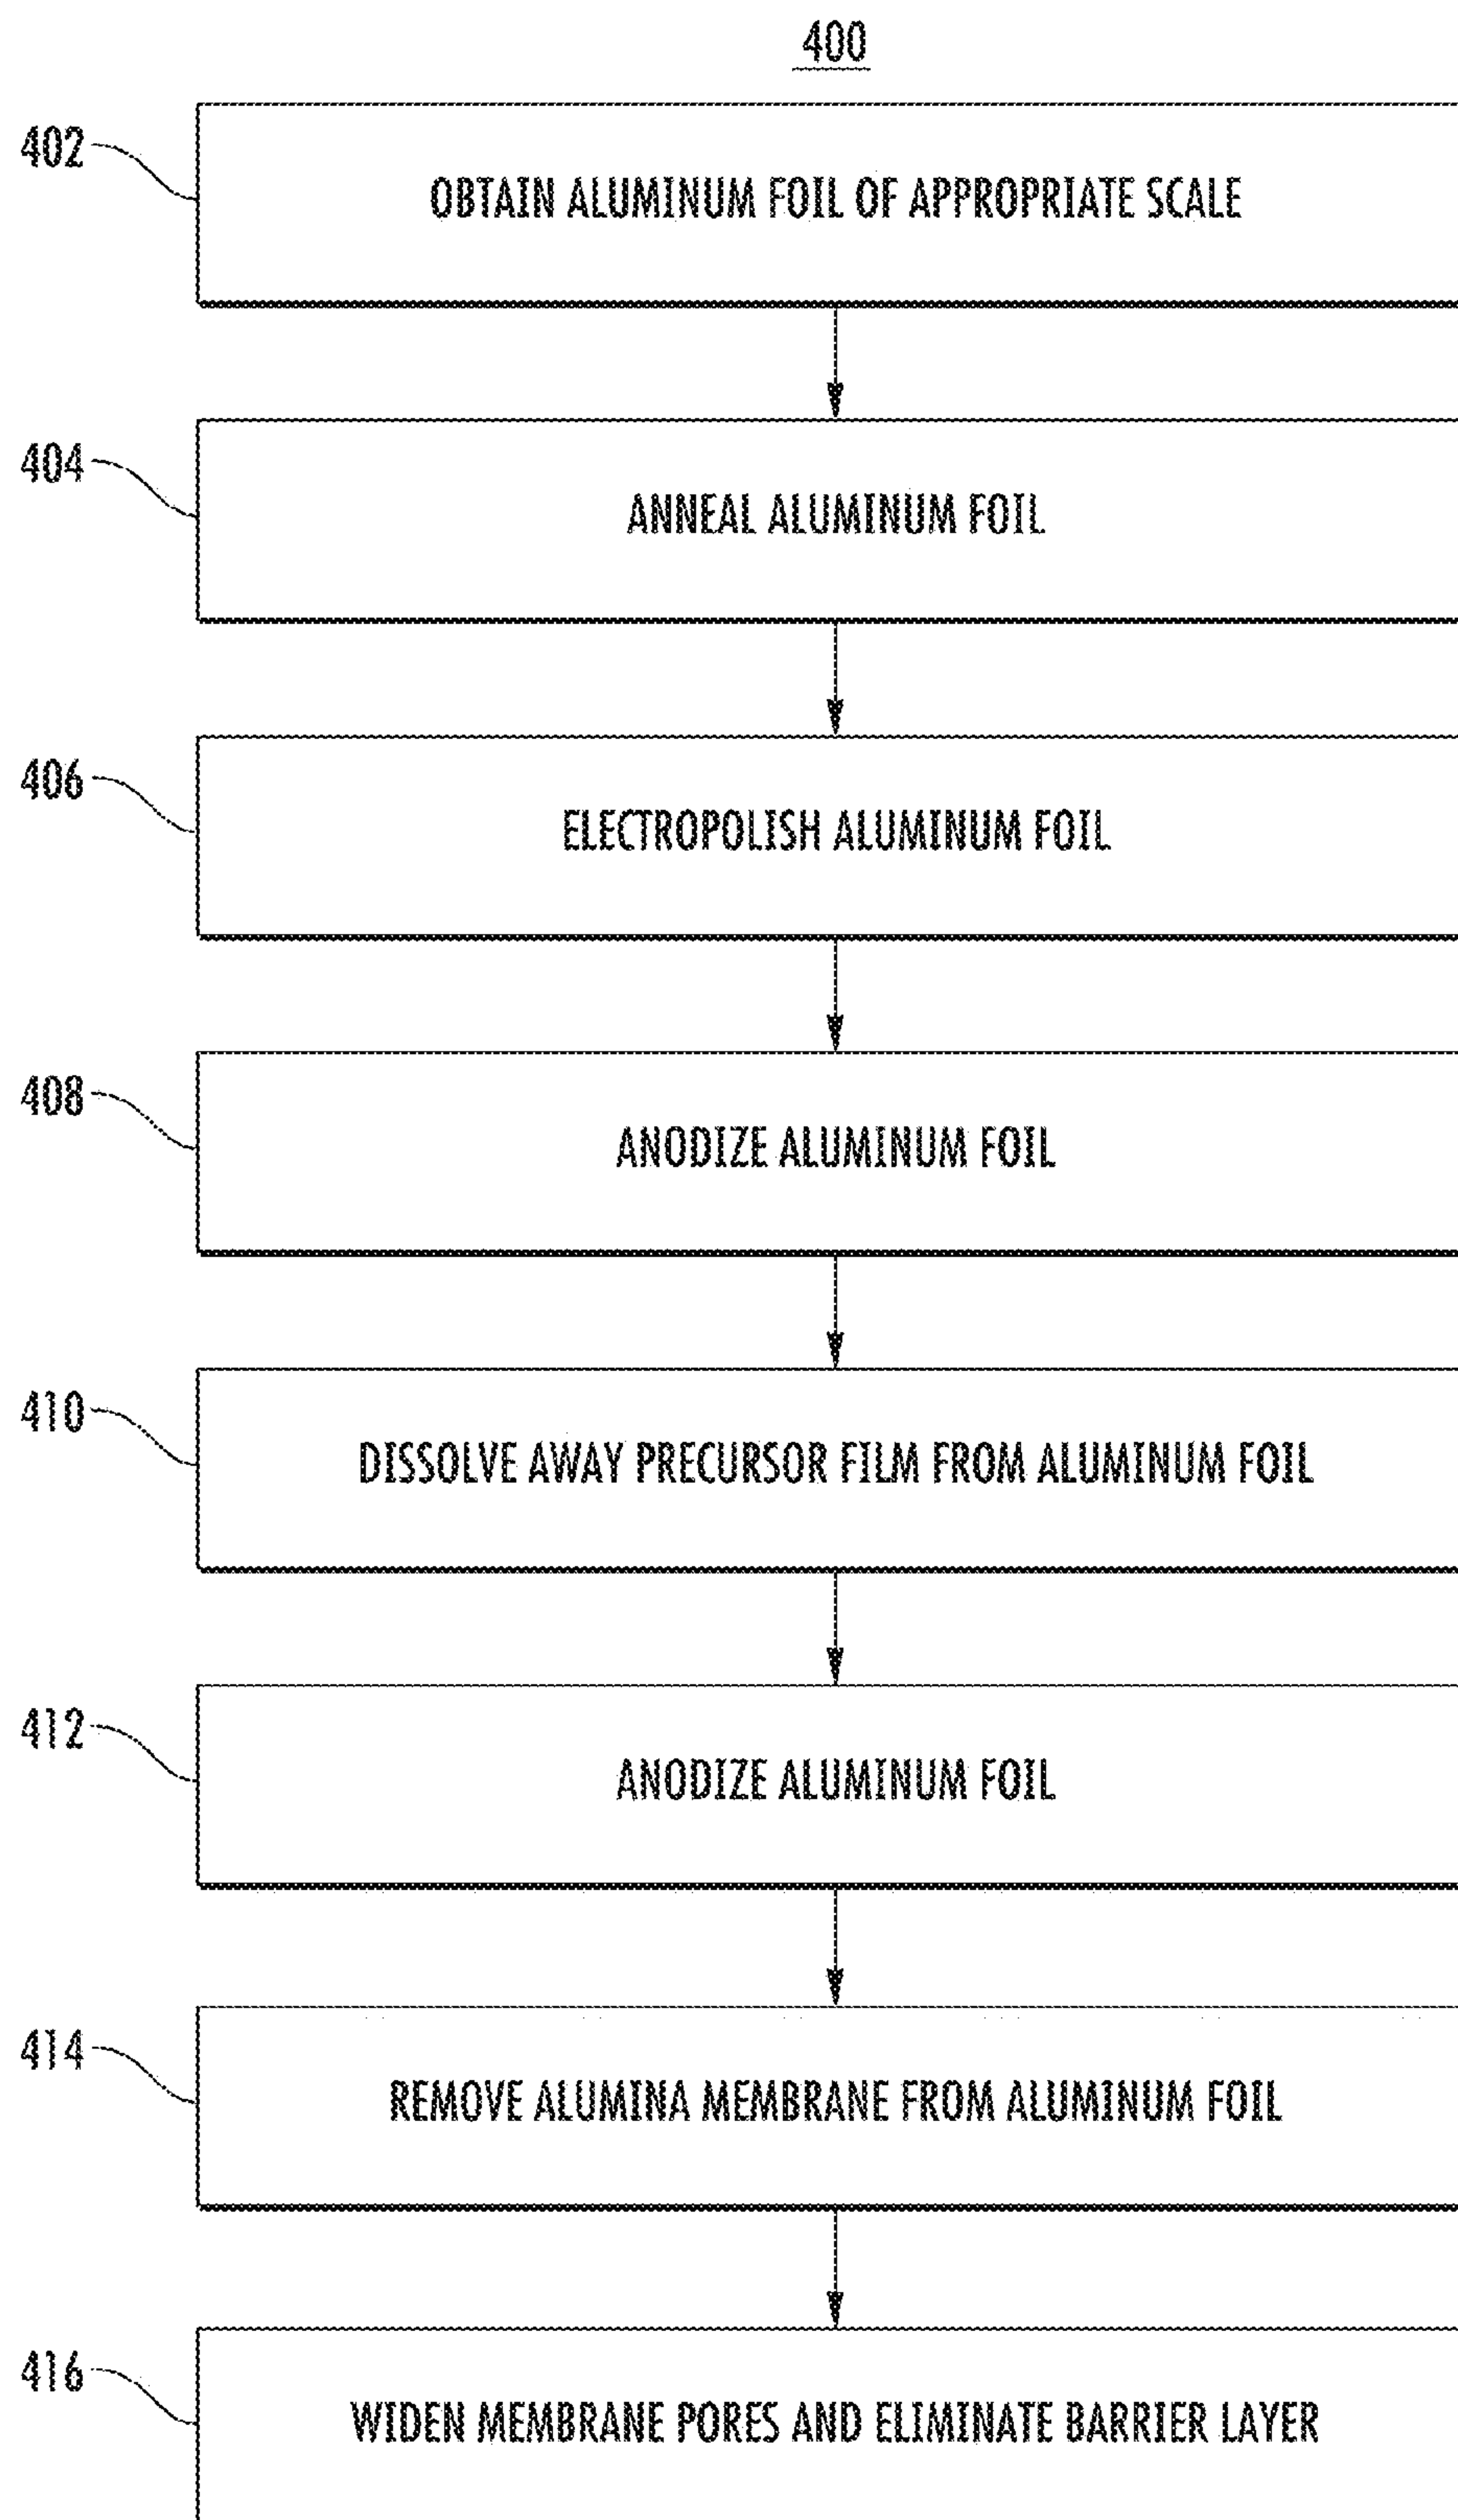 400
402
OBTAIN ALUMINUM FOIL OF APPROPRIATE SCALE
404
ANNEAL ALUMINUM FOIL
406
ELECTROPOLISH ALUMINUM FOIL
408
ANODIZE ALUMINUM FOIL
410
DISSOLVE AWAY PRECURSOR FILM FROM ALUMINUM FOIL
412
ANODIZE ALUMINUM FOIL
414
REMOVE ALUMINA MEMBRANE FROM ALUMINUM FOIL
416
WIDEN MEMBRANE PORES AND ELIMINATE BARRIER LAYER